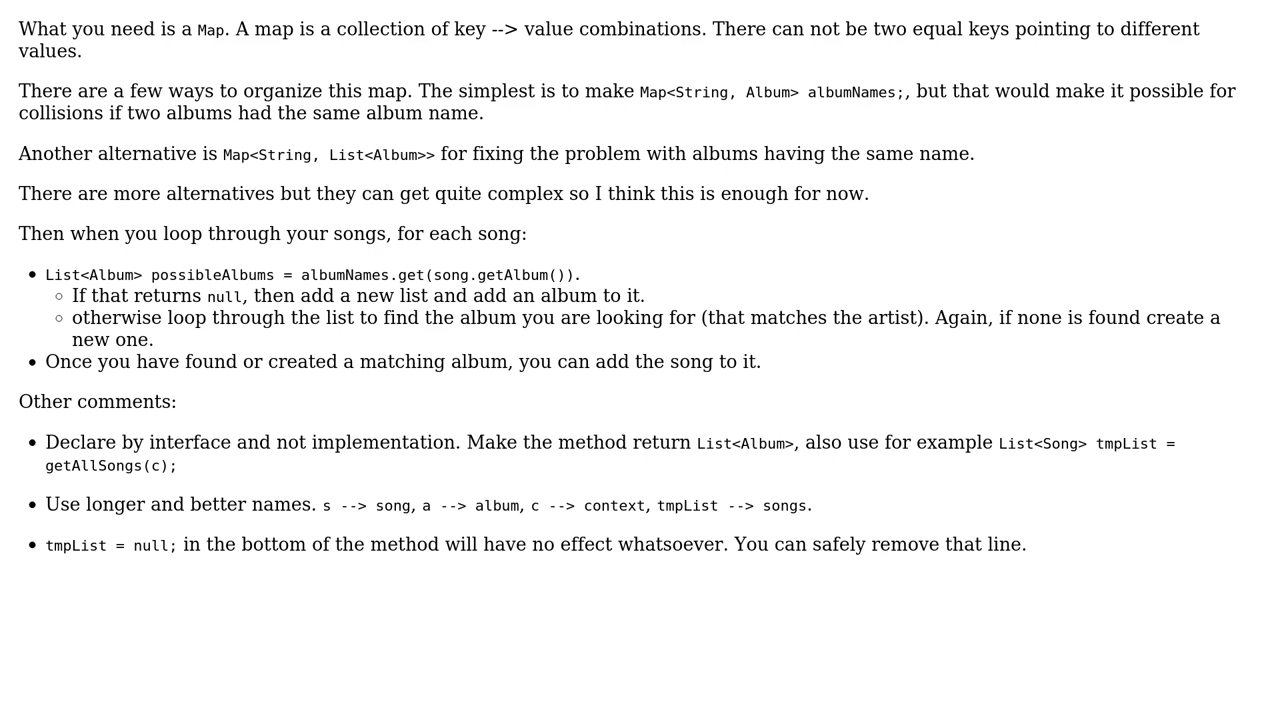 What you need is a Map. A map is a collection of key --> value combinations. There can not be two equal keys pointing to different
values.
There are a few ways to organize this map. The simplest is to make Map<String, Album> albumNames;, but that would make it possible for
collisions if two albums had the same album name.
Another alternative is Map<String, List<Album>> for fixing the problem with albums having the same name.
There are more alternatives but they can get quite complex so I think this is enough for now.
Then when you loop through your songs, for each song:
• List<Album> possibleAlbums = albumNames.get(song.getAlbum()).
◦ If that returns null, then add a new list and add an album to it.
◦ otherwise loop through the list to find the album you are looking for (that matches the artist). Again, if none is found create a
new one.
• Once you have found or created a matching album, you can add the song to it.
Other comments:
• Declare by interface and not implementation. Make the method return List<Album>, also use for example List<Song> tmpList =
getAllSongs(c);
• Use longer and better names. s --> song, a --> album, c --> context, tmpList --> songs.
• tmpList = null; in the bottom of the method will have no effect whatsoever. You can safely remove that line.